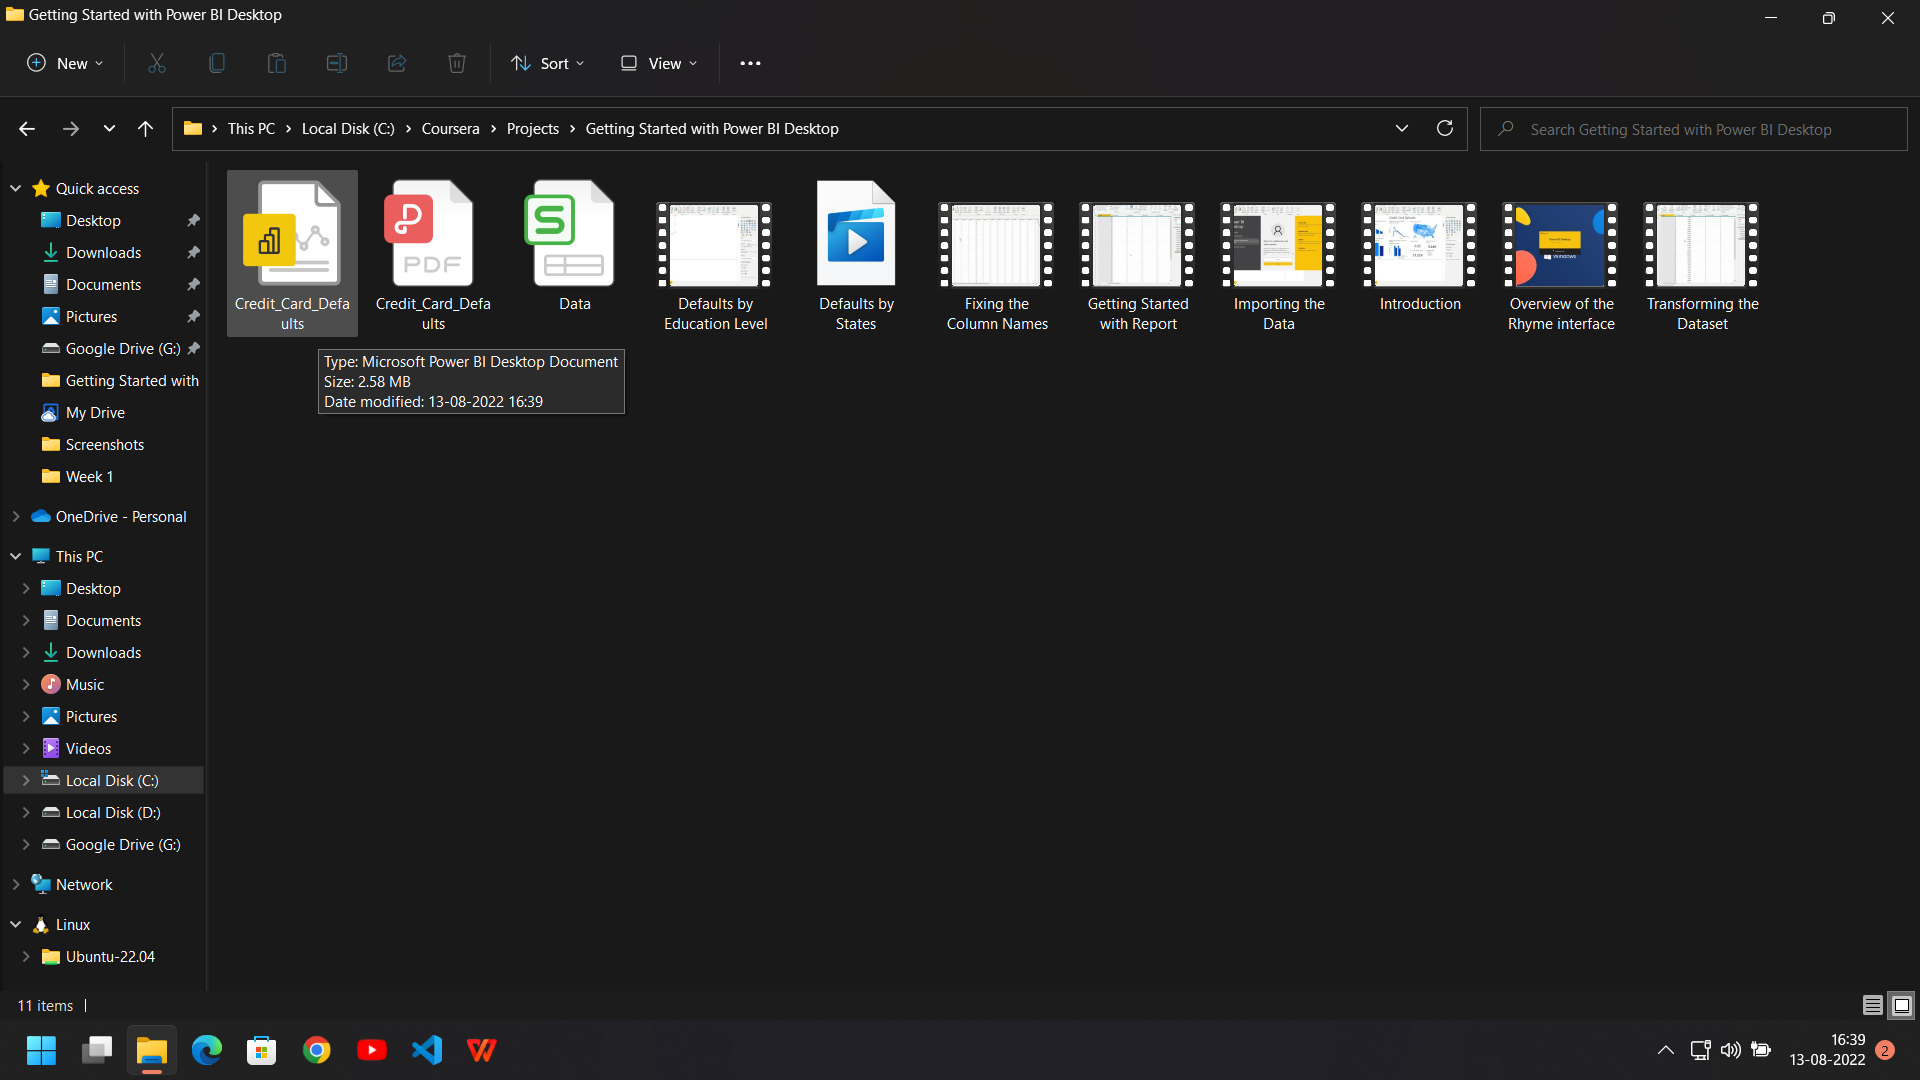 Getting Started with Power BI Desktop
New
Sort
View
This PC
Local Disk (C:)
Coursera
Projects
Getting Started with Power BI Desktop
Search Getting Started with Power BI Desktop
Quick access
Desktop
Downloads
Documents
Pictures
Google Drive (G:)
Getting Started with
My Drive
Screenshots
Week 1
OneDrive - Personal
This PC
Desktop
Documents
Downloads
Music
Pictures
Videos
Local Disk (C:)
Local Disk (D:)
Google Drive (G:)
Network
Linux
Ubuntu-22.04
Credit_Card_Defa
ults
PDF
Credit_Card_Defa
ults
S
Data
Defaults by
Education Level
Defaults by
States
Fixing the
Column Names
Getting Started
with Report
Importing the
Data
Introduction
Windows
Overview of the
Rhyme interface
Transforming the
Dataset
Type: Microsoft Power BI Desktop Document
Size: 2.58 MB
Date modified: 13-08-2022 16:39
11 items
16:39
13-08-2022
2